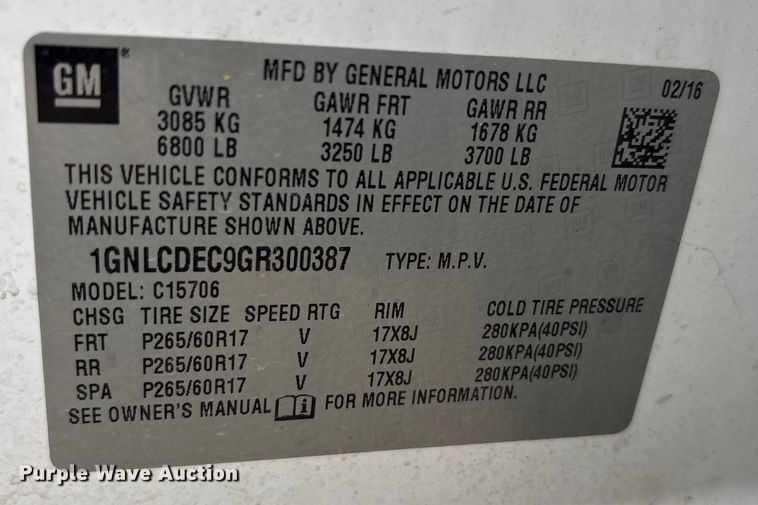 GM®
MFD BY GENERAL MOTORS LLC 02/16
GVWR GAWR FRT GAWR RR
3085 KG 1474 KG 1678 KG
6800 LB 3250 LB 3700 LB
THIS VEHICLE CONFORMS TO ALL APPLICABLE U.S. FEDERAL MOTOR
VEHICLE SAFETY STANDARDS IN EFFECT ON THE DATE OF
MANUFACTURE SHOWN ABOVE.
1GNLCDEC9GR300387 TYPE: M.P.V.
MODEL: C15706
CHSG TIRE SIZE SPEED RTG RIM COLD TIRE PRESSURE
FRT P265/60R17 V 17X8J 280KPA(40PSI)
RR P265/60R17 V 17X8J 280KPA(40PSI)
SPA P265/60R17 V 17X8J 280KPA(40PSI)
SEE OWNER'S MANUAL i FOR MORE INFORMATION.
Purple Wave Auction